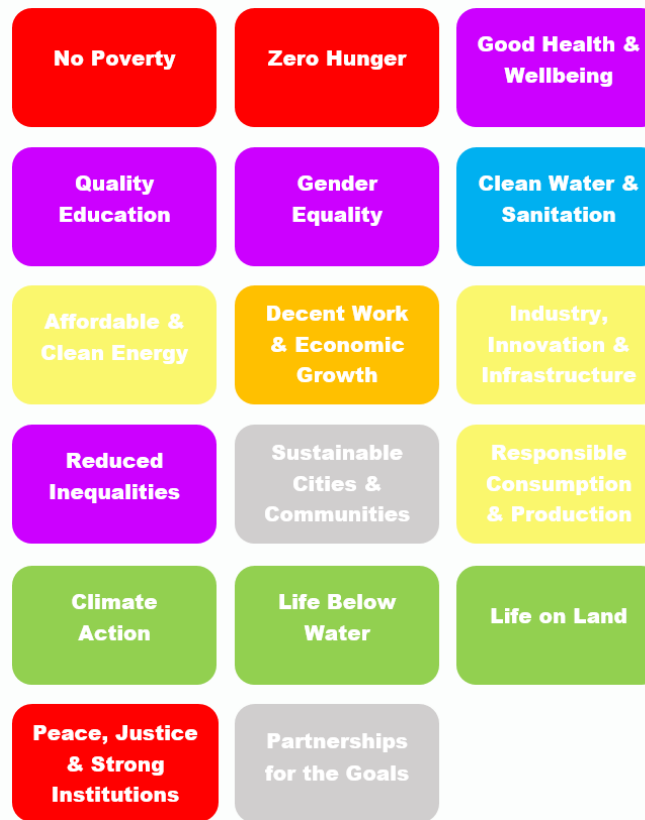 No Poverty
Zero Hunger
Good Health &
Wellbeing
Quality
Education
Gender
Equality
Clean Water &
Sanitation
Affordable &
Clean Energy
Decent Work
& Economic
Growth
Industry,
Innovation &
Infrastructure
Reduced
Inequalities
Sustainable
Cities &
Communities
Responsible
Consumption
& Production
Climate
Action
Life Below
Water
Life on Land
Peace, Justice
& Strong
Institutions
Partnerships
for the Goals